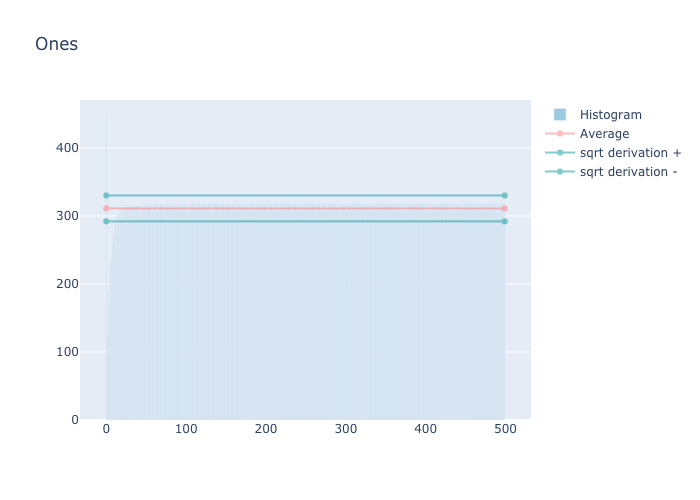 Ones
Histogram
Average
sqrt derivation +
sqrt derivation -
400
300
200
100
0
0 100 200 300 400 500